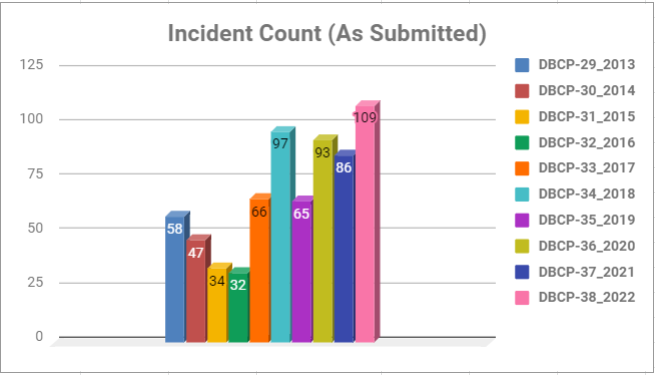 Incident Count (As Submitted)
125
100
75
50
25
0
58
47
34
32
66
97
65
93
86
109
DBCP-29_2013
DBCP-30_2014
DBCP-31_2015
DBCP-32_2016
DBCP-33_2017
DBCP-34_2018
DBCP-35_2019
DBCP-36_2020
DBCP-37_2021
DBCP-38_2022